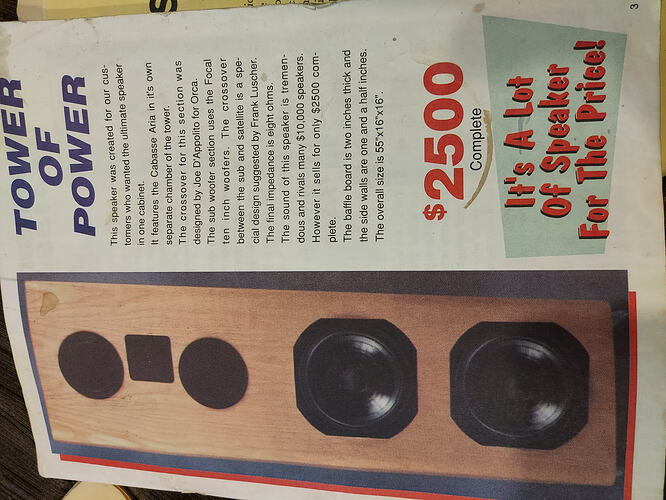 TOWER
OF
POWER
This speaker was created for our cus-
tomers who wanted the ultimate speaker
in one cabinet.
It features the Cabasse Aria in it's own
separate chamber of the tower.
The crossover for this section was
designed by Joe D'Appolito for Orca.
The sub woofer section uses the Focal
ten inch woofers. The crossover
between the sub and satellite is a spe-
cial design suggested by Frank Luscher.
The final impedance is eight ohms.
The sound of this speaker is tremen-
dous and rivals many $10,000 speakers.
However it sells for only $2500 com-
plete.
The baffle board is two inches thick and
the side walls are one and a half inches.
The overall size is 55"x16"x16".
$2500
Complete
It's A Lot
Of Speaker
For The Price!
3